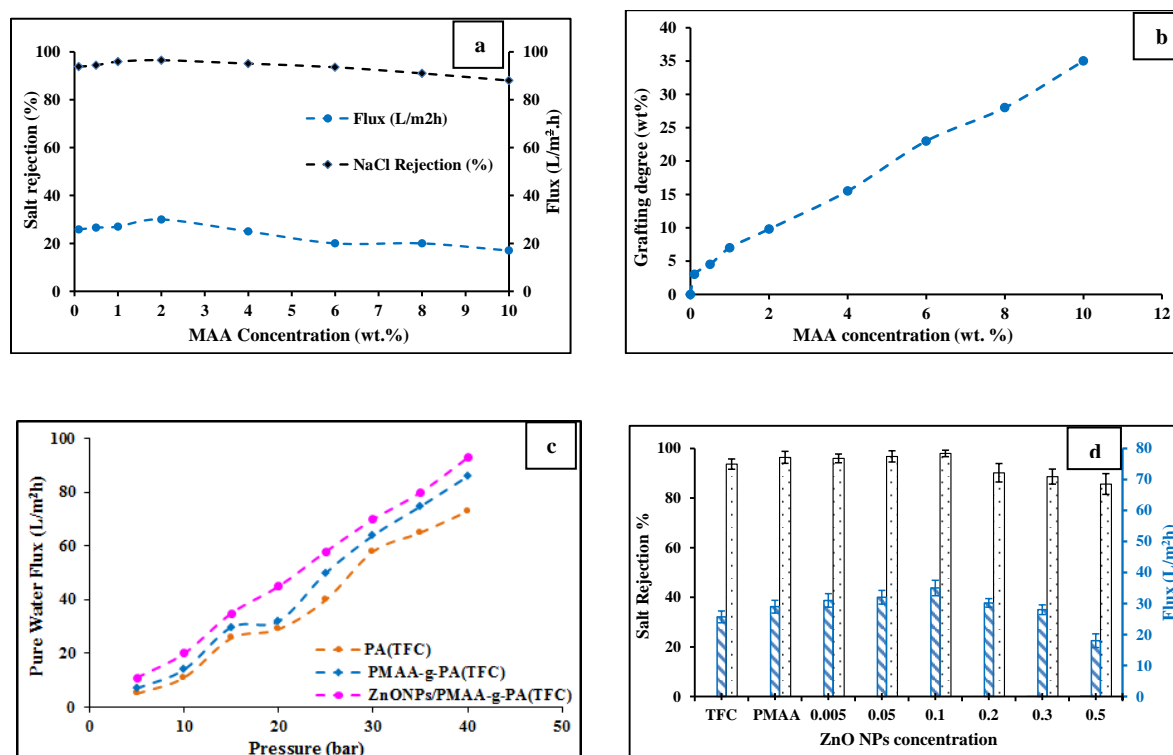 a
100
80
60
40
20
0
Salt rejection (%)
100
80
60
40
20
0
Flux (L/m².h)
Flux (L/m2h)
NaCl Rejection (%)
0 1 2 3 4 5 6 7 8 9 10
MAA Concentration (wt.%)
b
40
35
30
25
20
15
10
5
0
Grafting degree (wt%)
0 2 4 6 8 10 12
MAA concentration (wt. %)
c
100
80
60
40
20
0
Pure Water Flux (L/m²h)
PA(TFC)
PMAA-g-PA(TFC)
ZnONPs/PMAA-g-PA(TFC)
0 10 20 30 40 50
Pressure (bar)
d
100
80
60
40
20
0
Salt Rejection %
80
70
60
50
40
30
20
10
0
Flux (L/m²h)
TFC PMAA 0.005 0.05 0.1 0.2 0.3 0.5
ZnO NPs concentration